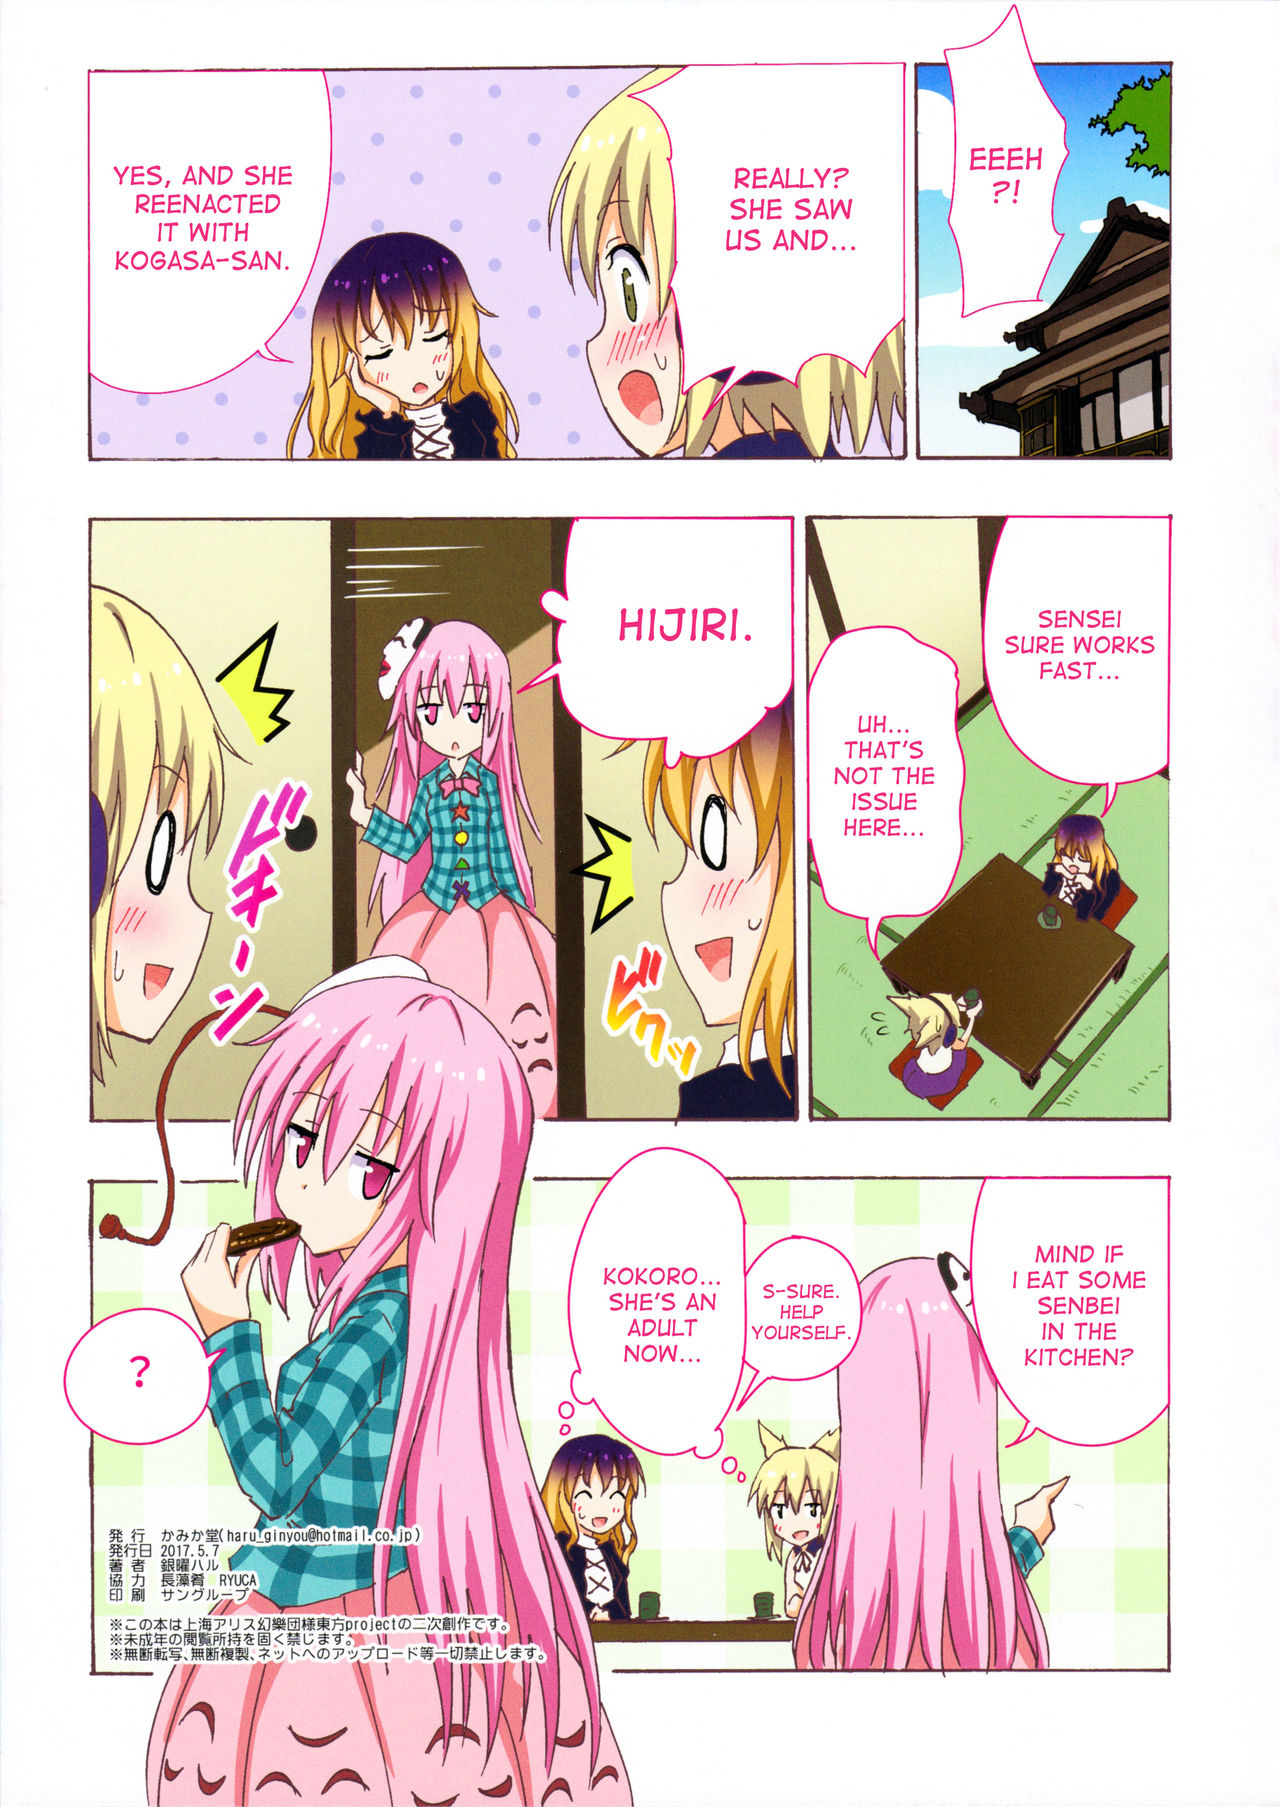 EEEH
?!
REALLY?
SHE SAW
US AND...
YES, AND SHE
REENACTED
IT WITH
KOGASA-SAN.
SENSEI
SURE WORKS
FAST...
UH...
THAT'S
NOT THE
ISSUE
HERE...
HIJIRI.
ビクッ
ドキーン
MIND IF
I EAT SOME
SENBEI
IN THE
KITCHEN?
S-SURE.
HELP
YOURSELF.
KOKORO...
SHE'S AN
ADULT
NOW...
?
発 行 かみか堂(haru_ginyou@hotmail.co.jp)
発行日 2017.5.7
著 者 銀曜ハル
協 力 長藻肴 RYUCA
印 刷 サングループ
※この本は上海アリス幻樂団様東方projectの二次創作です。
※未成年の閲覧所持を固く禁じます。
※無断転写、無断複製、ネットへのアップロード等一切禁止します。